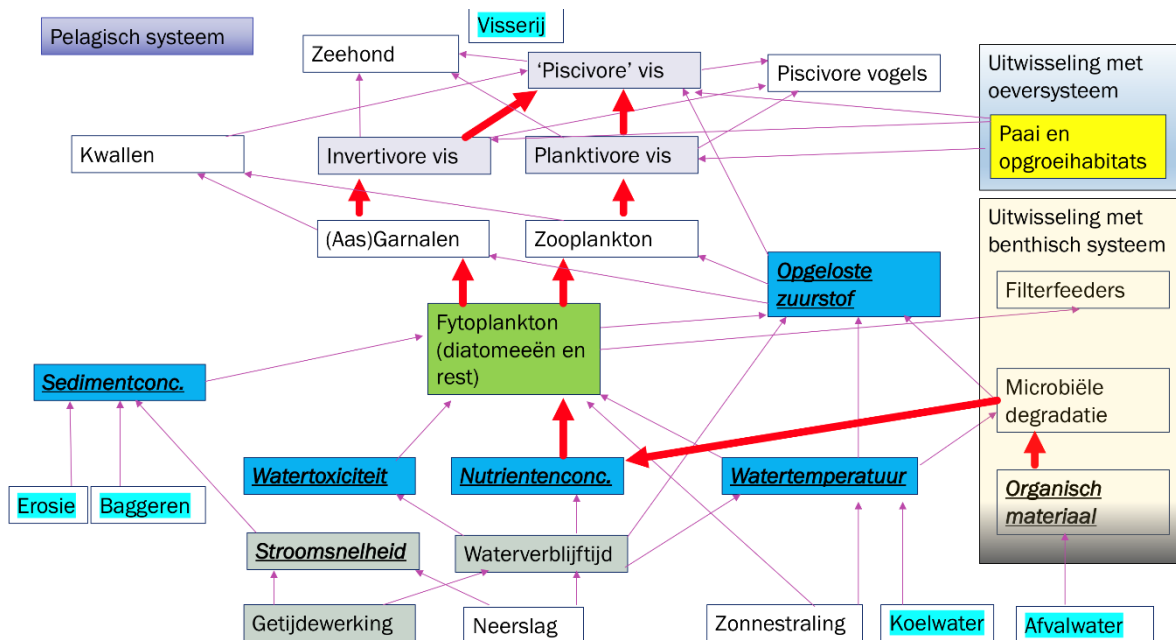 Visserij
Pelagisch systeem
Zeehond
'Piscivore' vis
Piscivore vogels
Uitwisseling met
oeversysteem
Paai en
opgroeihabitats
Kwallen
Invertivore vis
Planktivore vis
(Aas)Garnalen
Zooplankton
Uitwisseling met
benthisch systeem
Opgeloste
zuurstof
Filterfeeders
Fytoplankton
(diatomeeën en
rest)
Sedimentconc.
Microbiële
degradatie
Watertoxiciteit
Nutrientenconc.
Watertemperatuur
Organisch
materiaal
Erosie
Baggeren
Stroomsnelheid
Waterverblijftijd
Getijdewerking
Neerslag
Zonnestraling
Koelwater
Afvalwater